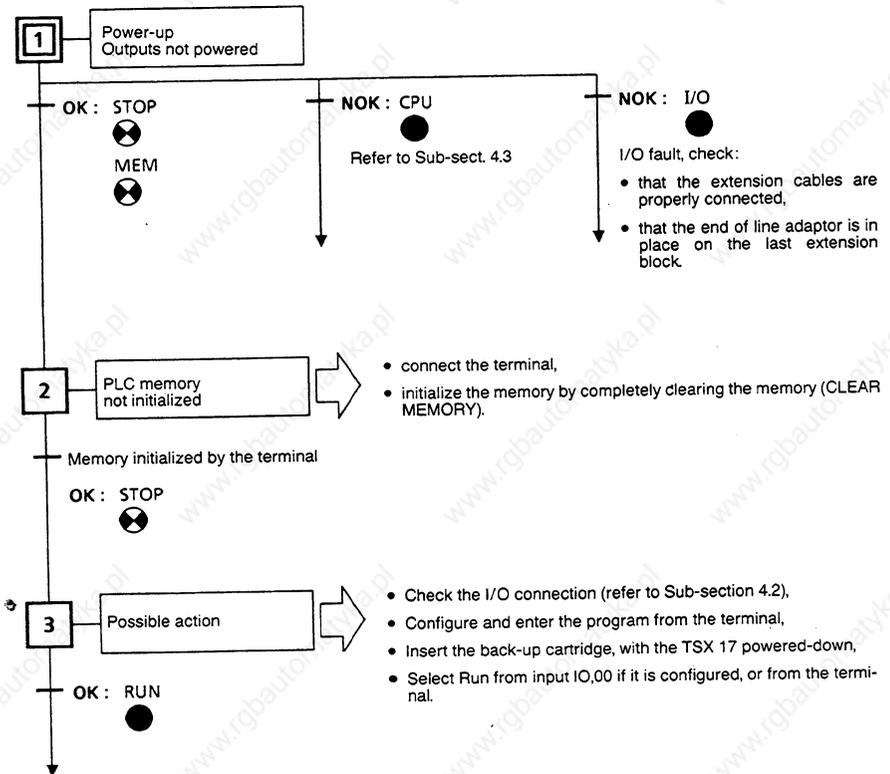 1
Power-up
Outputs not powered
OK : STOP
MEM
NOK : CPU
Refer to Sub-sect. 4.3
NOK : I/O
I/O fault, check:
• that the extension cables are
properly connected,
• that the end of line adaptor is in
place on the last extension
block.
2
PLC memory
not initialized
• connect the terminal,
• initialize the memory by completely clearing the memory (CLEAR
MEMORY).
Memory initialized by the terminal
OK : STOP
3
Possible action
• Check the I/O connection (refer to Sub-section 4.2),
• Configure and enter the program from the terminal,
• Insert the back-up cartridge, with the TSX 17 powered-down,
• Select Run from input IO,00 if it is configured, or from the termi-
nal.
OK : RUN
www.rgbautomatyka.pl